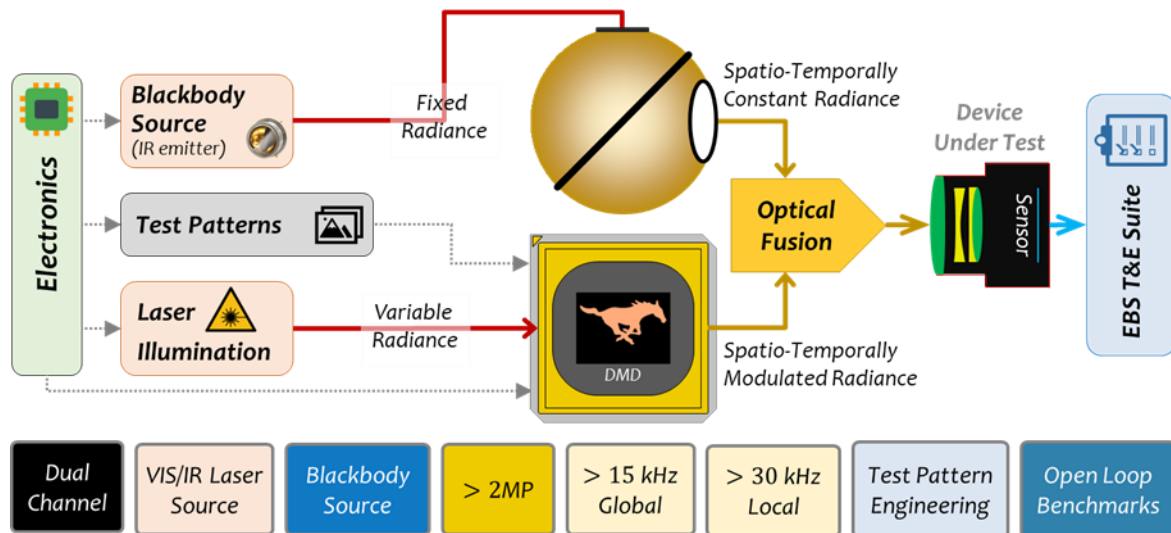 Electronics
Blackbody
Source
(IR emitter)
Fixed
Radiance
Test Patterns
Laser
Illumination
Variable
Radiance
DMD
Spatio-Temporally
Constant Radiance
Spatio-Temporally
Modulated Radiance
Optical
Fusion
Device
Under Test
Sensor
EBS T&E Suite
Dual
Channel
VIS/IR Laser
Source
Blackbody
Source
> 2MP
> 15 kHz
Global
> 30 kHz
Local
Test Pattern
Engineering
Open Loop
Benchmarks